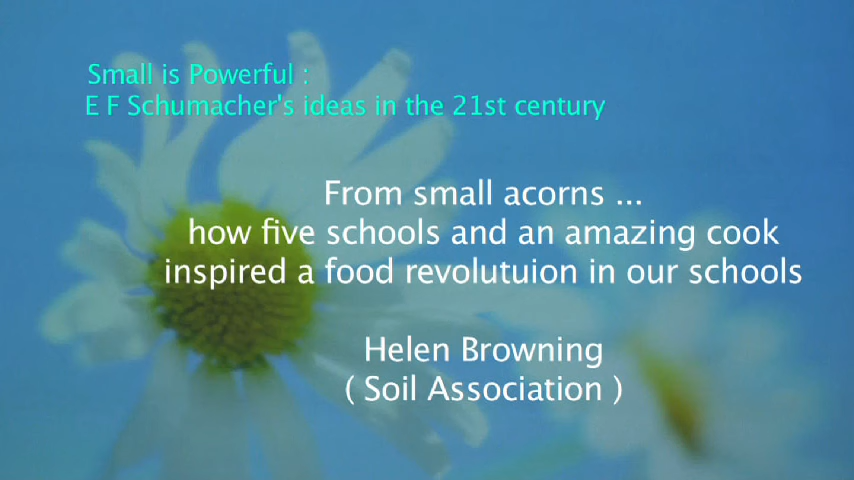 Small is Powerful :
E F Schumacher's ideas in the 21st century
From small acorns ...
how five schools and an amazing cook
inspired a food revolutuion in our schools
Helen Browning
( Soil Association )